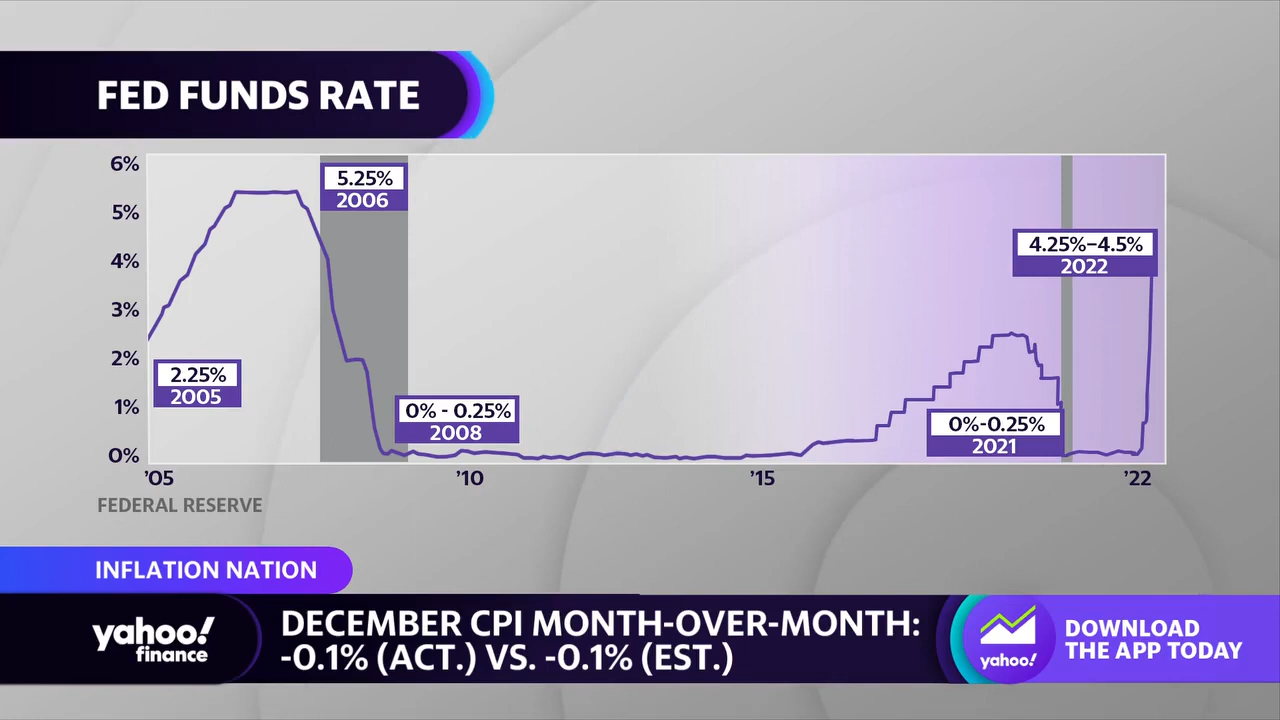 FED FUNDS RATE
6%
5%
4%
3%
2%
1%
0%
5.25%
2006
4.25%–4.5%
2022
2.25%
2005
0% - 0.25%
2008
0%-0.25%
2021
’05
’10
’15
’22
FEDERAL RESERVE
INFLATION NATION
yahoo!
finance
DECEMBER CPI MONTH-OVER-MONTH:
-0.1% (ACT.) VS. -0.1% (EST.)
yahoo!
DOWNLOAD
THE APP TODAY